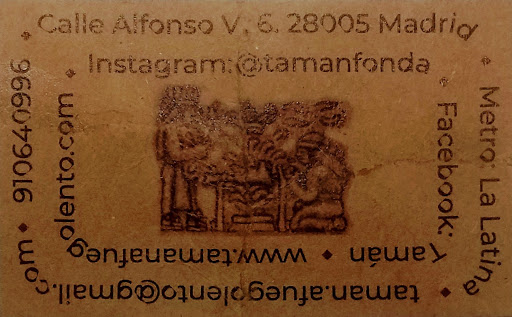 Calle Alfonso V, 6. 28005 Madrid • Metro: La Latina • taman.afuegolento@gmail.com • 910640996 •
Instagram:@tamanfonda • Facebook: Tamán • www.tamanafuegolento.com •